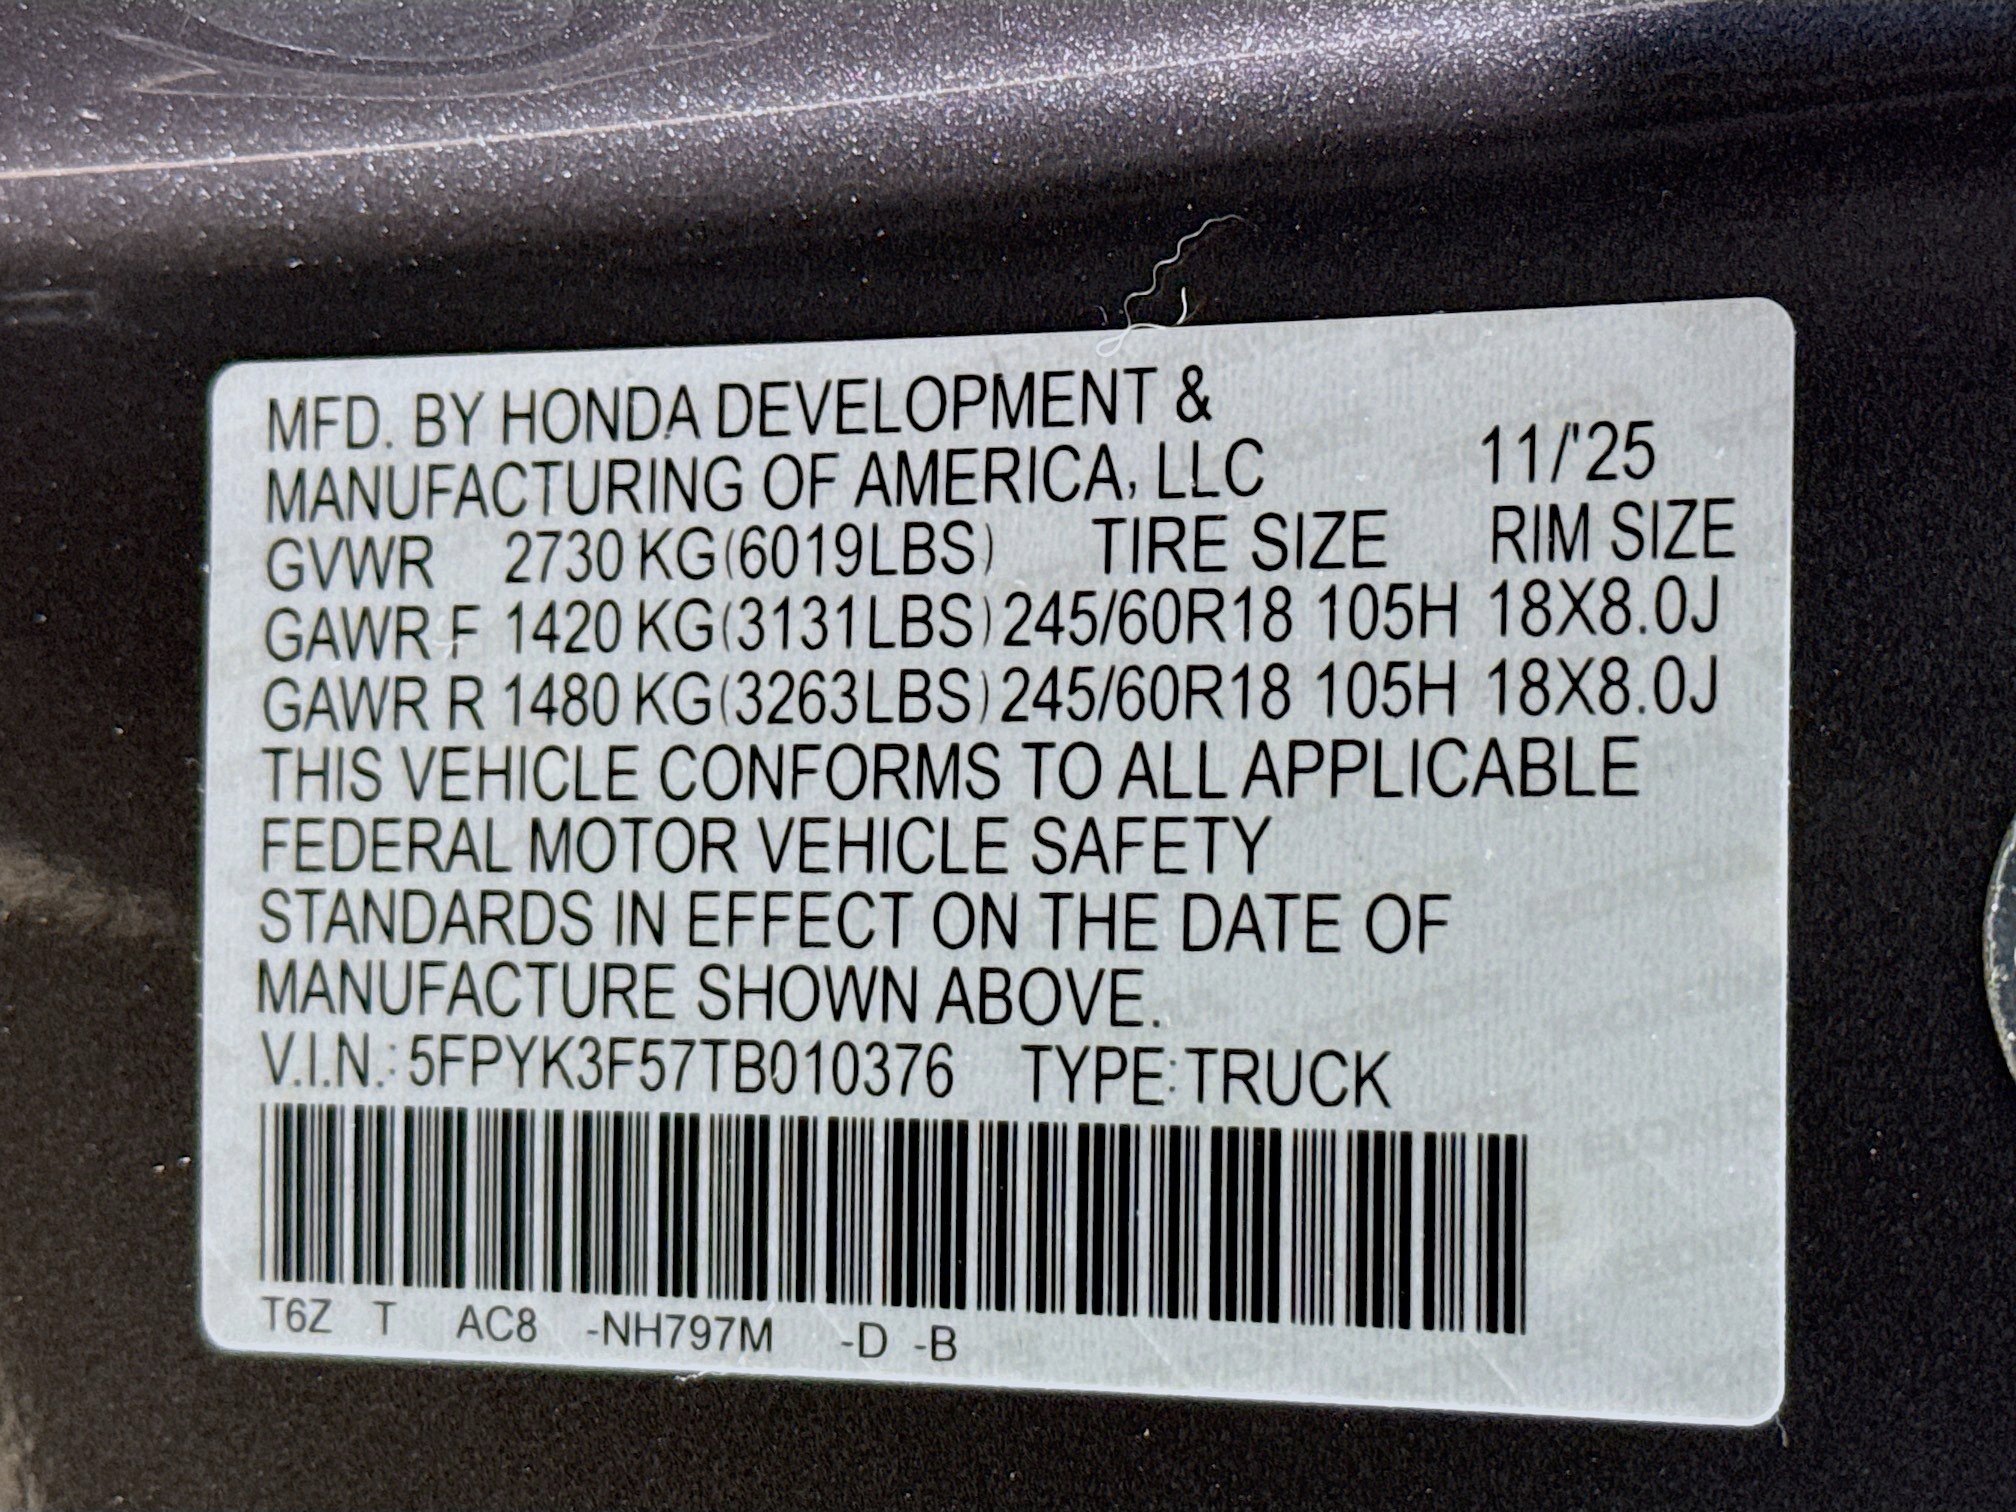 MFD. BY HONDA DEVELOPMENT &
MANUFACTURING OF AMERICA, LLC 11/'25
GVWR 2730 KG(6019LBS) TIRE SIZE RIM SIZE
GAWR F 1420 KG(3131LBS) 245/60R18 105H 18X8.0J
GAWR R 1480 KG(3263LBS) 245/60R18 105H 18X8.0J
THIS VEHICLE CONFORMS TO ALL APPLICABLE
FEDERAL MOTOR VEHICLE SAFETY
STANDARDS IN EFFECT ON THE DATE OF
MANUFACTURE SHOWN ABOVE.
V.I.N.: 5FPYK3F57TB010376 TYPE: TRUCK
T6Z T AC8 -NH797M -D -B